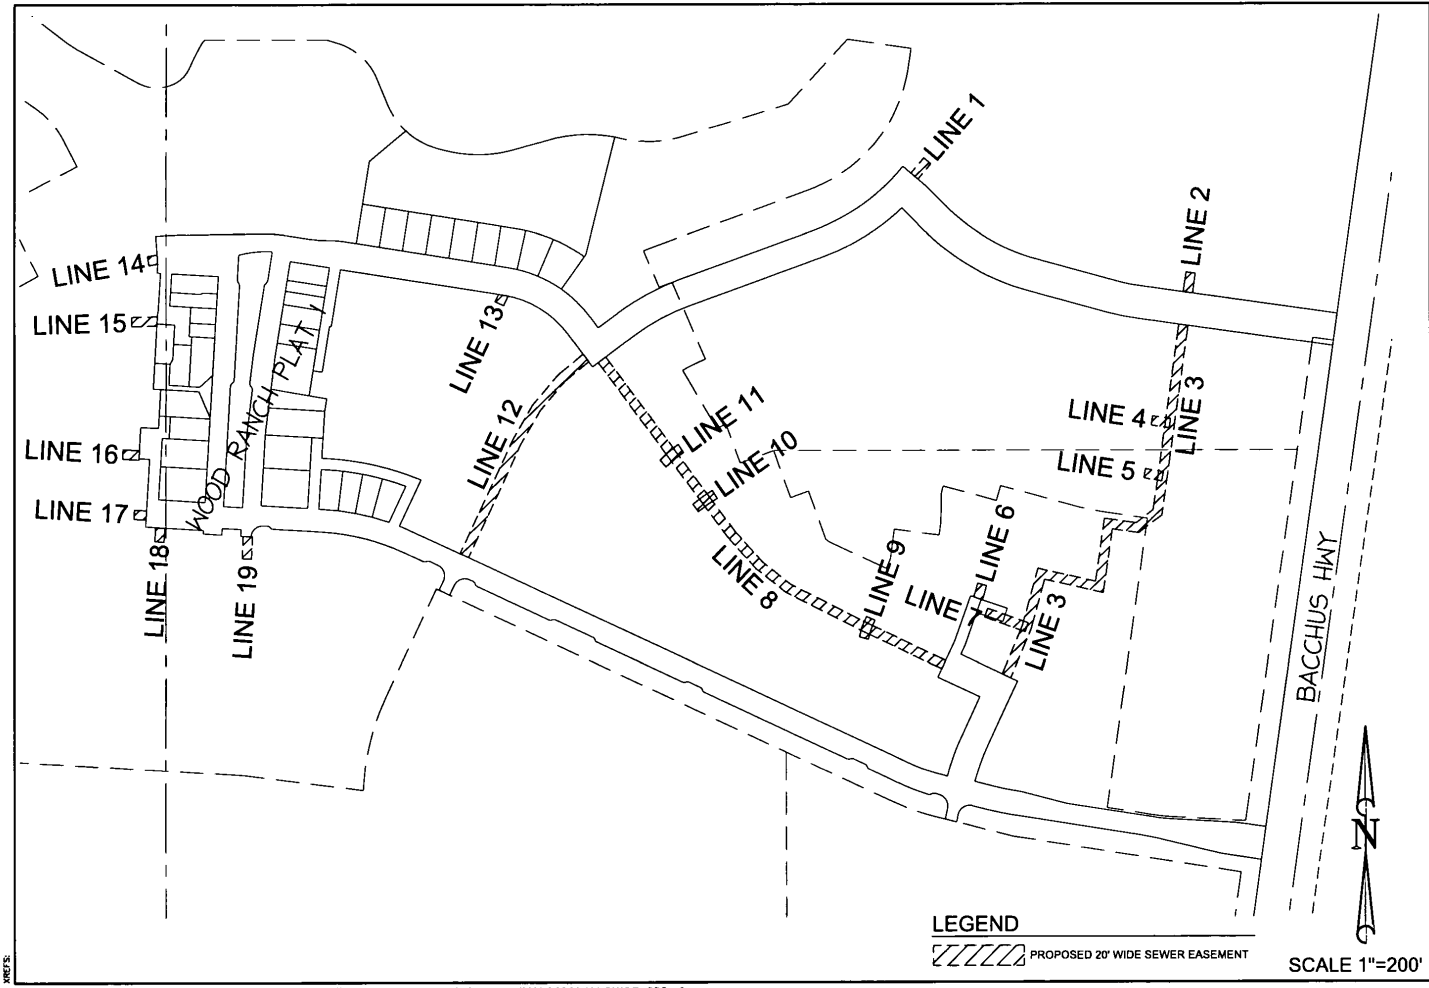 LINE 1
LINE 2
LINE 14
LINE 15
LINE 13
WOOD RANCH PLAT 1
LINE 12
LINE 11
LINE 10
LINE 4
LINE 3
LINE 5
LINE 16
LINE 17
LINE 18
LINE 19
LINE 8
LINE 9
LINE 6
LINE 7
LINE 3
BACCHUS HWY
N
LEGEND
PROPOSED 20' WIDE SEWER EASEMENT
SCALE 1"=200'
XREFS: